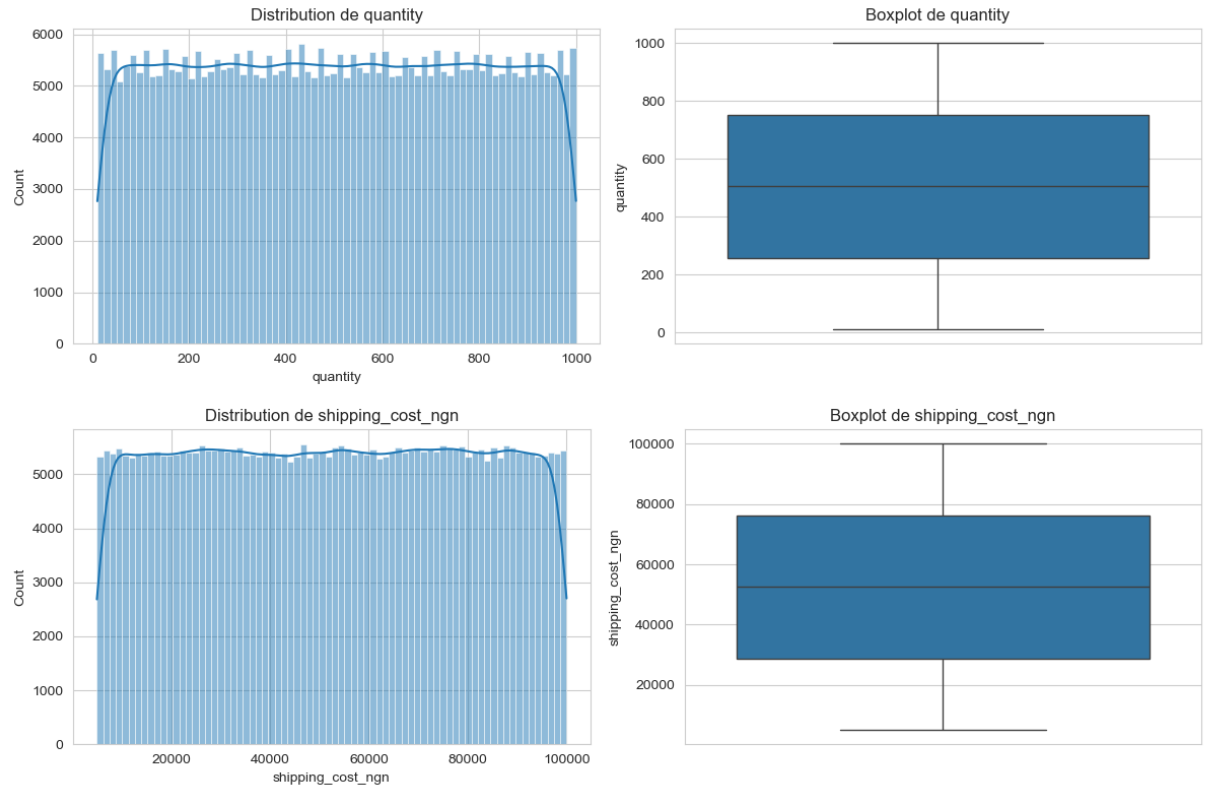 Distribution de quantity
6000
5000
4000
3000
2000
1000
0
Count
0 200 400 600 800 1000
quantity
Boxplot de quantity
1000
800
600
400
200
0
quantity
Distribution de shipping_cost_ngn
5000
4000
3000
2000
1000
0
Count
20000 40000 60000 80000 100000
shipping_cost_ngn
Boxplot de shipping_cost_ngn
100000
80000
60000
40000
20000
shipping_cost_ngn